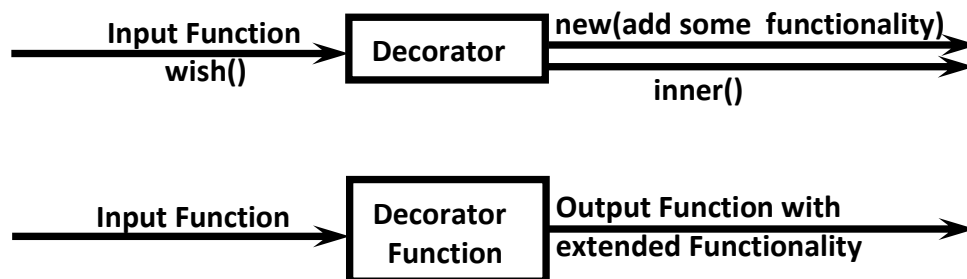 Input Function
wish()
Decorator
new(add some functionality)
inner()
Input Function
Decorator
Function
Output Function with
extended Functionality